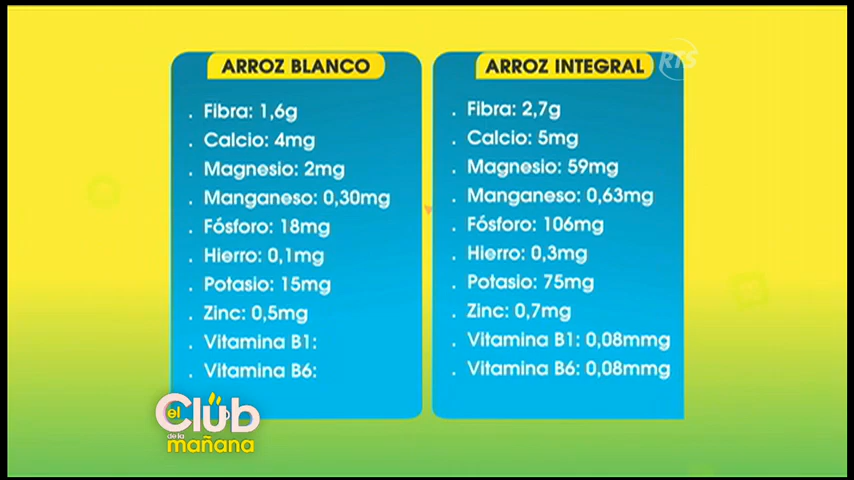 ARROZ BLANCO
. Fibra: 1,6g
. Calcio: 4mg
. Magnesio: 2mg
. Manganeso: 0,30mg
. Fósforo: 18mg
. Hierro: 0,1mg
. Potasio: 15mg
. Zinc: 0,5mg
. Vitamina B1:
. Vitamina B6:
ARROZ INTEGRAL
. Fibra: 2,7g
. Calcio: 5mg
. Magnesio: 59mg
. Manganeso: 0,63mg
. Fósforo: 106mg
. Hierro: 0,3mg
. Potasio: 75mg
. Zinc: 0,7mg
. Vitamina B1: 0,08mmg
. Vitamina B6: 0,08mmg
RTS
el Club
de la
mañana